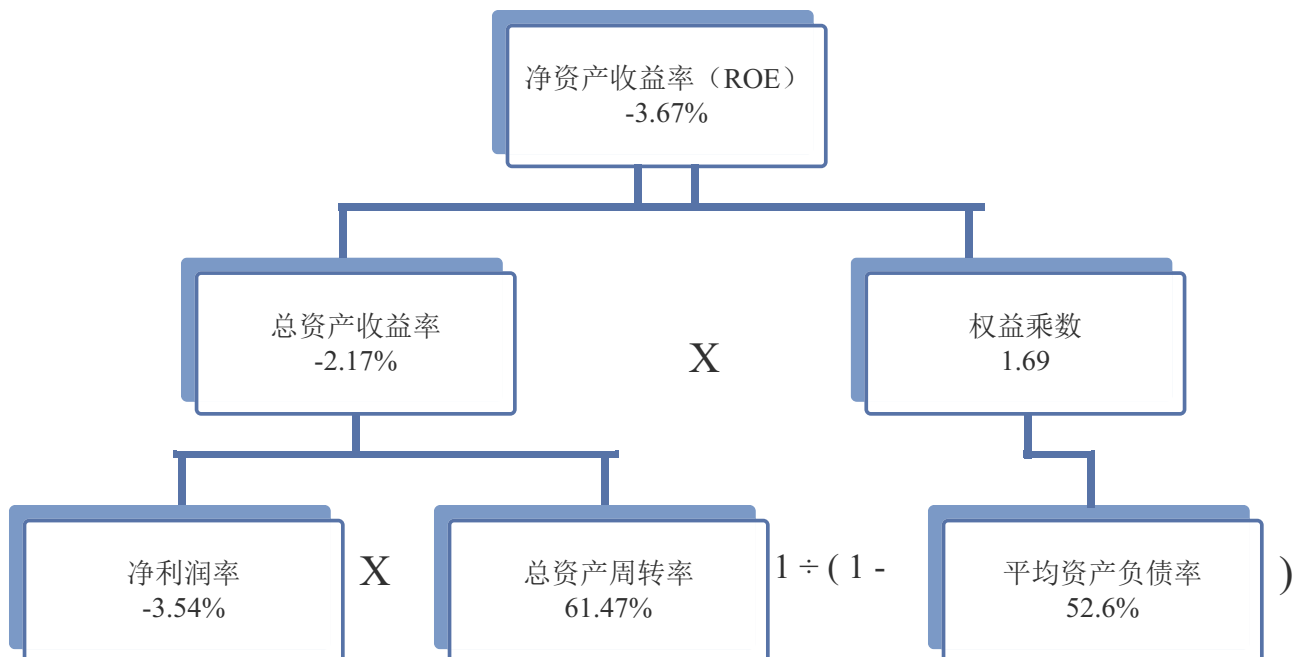 净资产收益率（ROE）
-3.67%
总资产收益率
-2.17%
X
权益乘数
1.69
净利润率
-3.54%
X
总资产周转率
61.47%
1 ÷ ( 1 -
平均资产负债率
52.6%
)